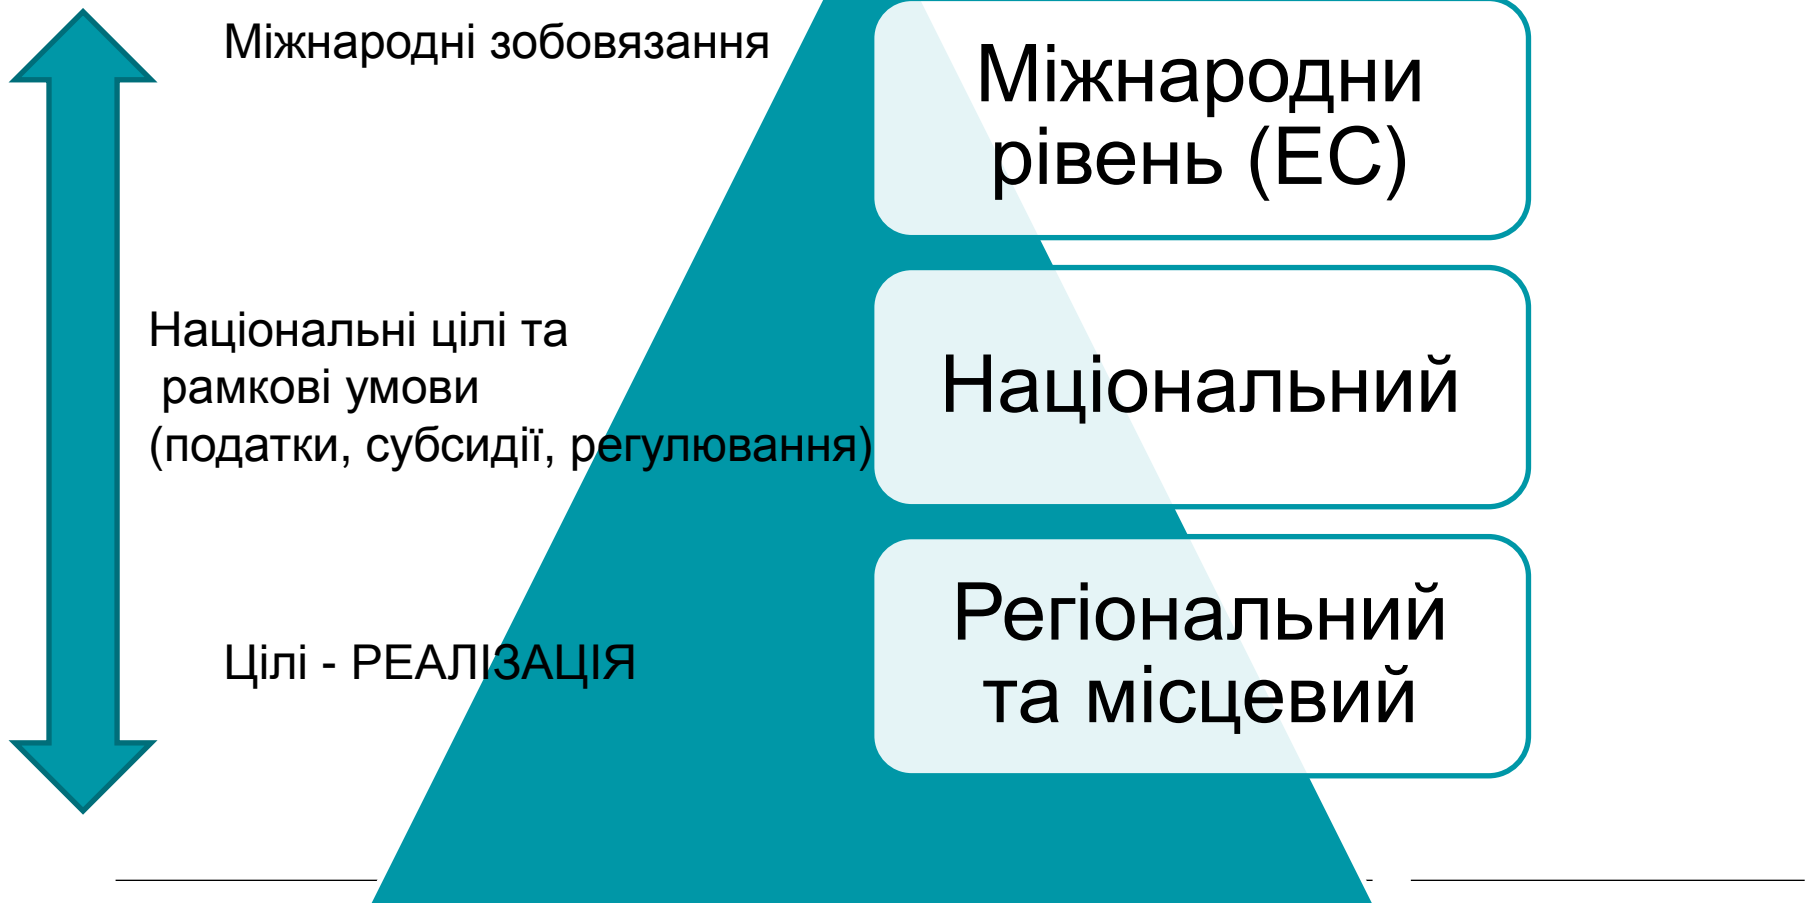 Міжнародні зобовязання
Міжнародни
рівень (ЕС)
Національні цілі та
рамкові умови
(податки, субсидії, регулювання)
Національний
Цілі - РЕАЛІЗАЦІЯ
Регіональний
та місцевий